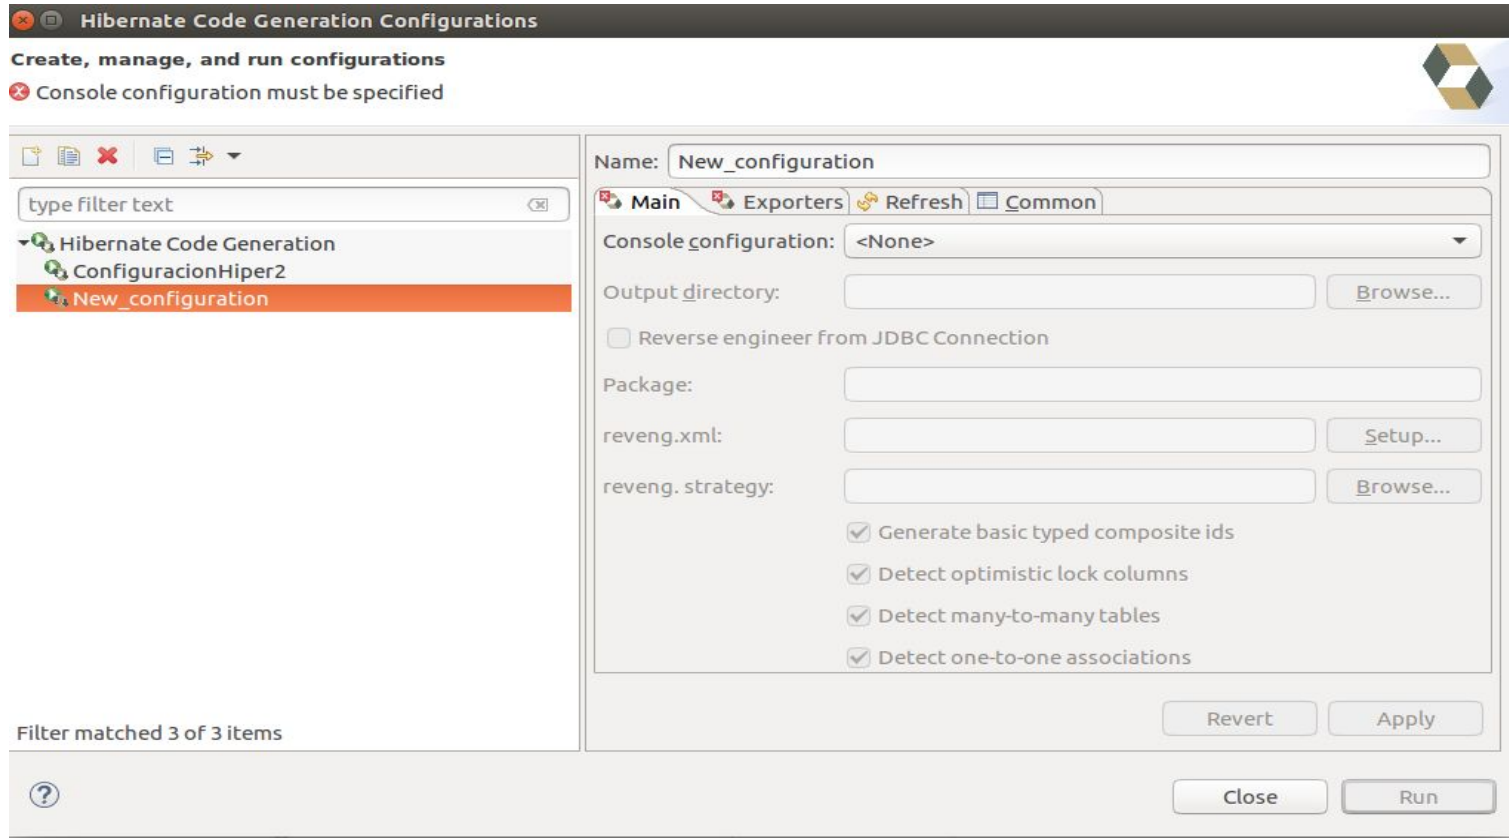 Hibernate Code Generation Configurations
Create, manage, and run configurations
Console configuration must be specified
type filter text
Hibernate Code Generation
ConfiguracionHiper2
New_configuration
Filter matched 3 of 3 items
Name: New_configuration
Main Exporters Refresh Common
Console configuration: <None>
Output directory: Browse...
Reverse engineer from JDBC Connection
Package:
reveng.xml: Setup...
reveng. strategy: Browse...
Generate basic typed composite ids
Detect optimistic lock columns
Detect many-to-many tables
Detect one-to-one associations
Revert Apply
Close Run